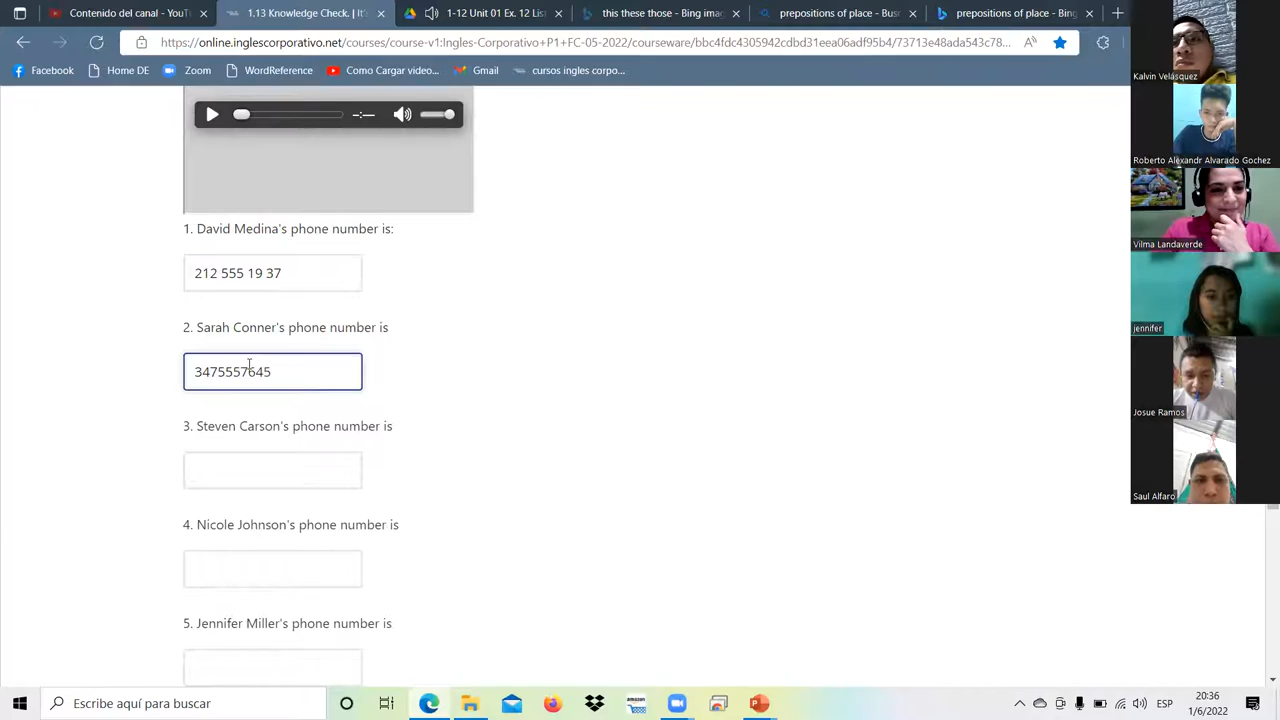 Contenido del canal - YouT
1.13 Knowledge Check | It's
1-12 Unit 01 Ex. 12 List
this these those - Bing imag
prepositions of place - Bus
prepositions of place - Bing
https://online.inglescorporativo.net/courses/course-v1:Ingles-Corporativo+P1+FC-05-2022/courseware/bbc4fdc4305942cdbd31eea06adf95b4/73713e48ada543c78...
Facebook
Home DE
Zoom
WordReference
Como Cargar video...
Gmail
cursos ingles corpo...
-:--
1. David Medina's phone number is:
212 555 19 37
2. Sarah Conner's phone number is
3475557645
3. Steven Carson's phone number is
4. Nicole Johnson's phone number is
5. Jennifer Miller's phone number is
Kalvin Velásquez
Roberto Alexandr Alvarado Gochez
Vilma Landaverde
jennifer
Josue Ramos
Saul Alfaro
Escribe aquí para buscar
amazon
ESP
20:36
1/6/2022